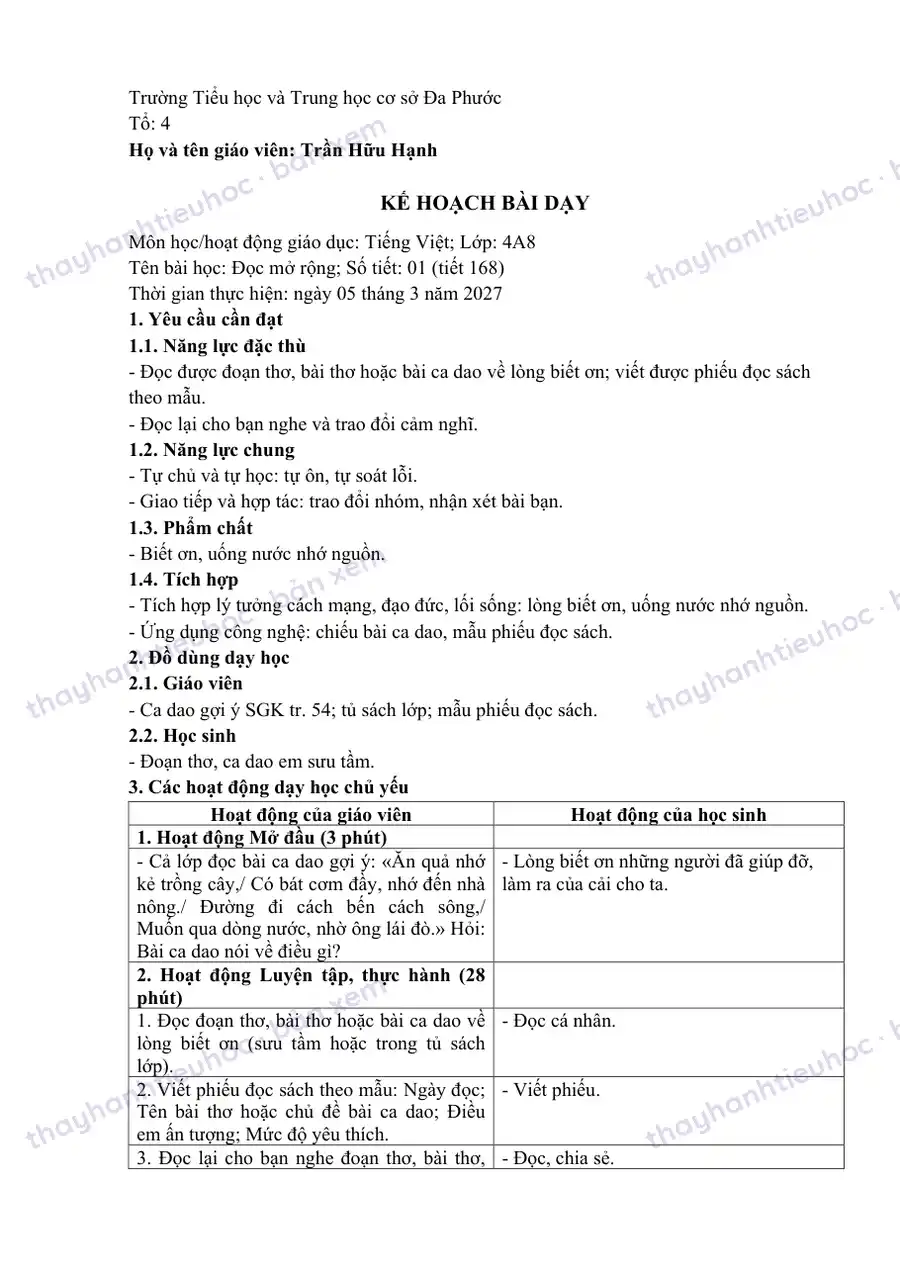 Trường Tiểu học và Trung học cơ sở Đa Phước
Tổ: 4
Họ và tên giáo viên: Trần Hữu Hạnh
KẾ HOẠCH BÀI DẠY
Môn học/hoạt động giáo dục: Tiếng Việt; Lớp: 4A8
Tên bài học: Đọc mở rộng; Số tiết: 01 (tiết 168)
Thời gian thực hiện: ngày 05 tháng 3 năm 2027
1. Yêu cầu cần đạt
1.1. Năng lực đặc thù
- Đọc được đoạn thơ, bài thơ hoặc bài ca dao về lòng biết ơn; viết được phiếu đọc sách
theo mẫu.
- Đọc lại cho bạn nghe và trao đổi cảm nghĩ.
1.2. Năng lực chung
- Tự chủ và tự học: tự ôn, tự soát lỗi.
- Giao tiếp và hợp tác: trao đổi nhóm, nhận xét bài bạn.
1.3. Phẩm chất
- Biết ơn, uống nước nhớ nguồn.
1.4. Tích hợp
- Tích hợp lý tưởng cách mạng, đạo đức, lối sống: lòng biết ơn, uống nước nhớ nguồn.
- Ứng dụng công nghệ: chiếu bài ca dao, mẫu phiếu đọc sách.
2. Đồ dùng dạy học
2.1. Giáo viên
- Ca dao gợi ý SGK tr. 54; tủ sách lớp; mẫu phiếu đọc sách.
2.2. Học sinh
- Đoạn thơ, ca dao em sưu tầm.
3. Các hoạt động dạy học chủ yếu
Hoạt động của giáo viên
Hoạt động của học sinh
1. Hoạt động Mở đầu (3 phút)
- Cả lớp đọc bài ca dao gợi ý: «Ăn quả nhớ
kẻ trồng cây,/ Có bát cơm đầy, nhớ đến nhà
nông./ Đường đi cách bến cách sông,/
Muốn qua dòng nước, nhờ ông lái đò.» Hỏi:
Bài ca dao nói về điều gì?
- Lòng biết ơn những người đã giúp đỡ,
làm ra của cải cho ta.
2. Hoạt động Luyện tập, thực hành (28
phút)
1. Đọc đoạn thơ, bài thơ hoặc bài ca dao về
lòng biết ơn (sưu tầm hoặc trong tủ sách
lớp).
- Đọc cá nhân.
2. Viết phiếu đọc sách theo mẫu: Ngày đọc;
Tên bài thơ hoặc chủ đề bài ca dao; Điều
em ấn tượng; Mức độ yêu thích.
- Viết phiếu.
3. Đọc lại cho bạn nghe đoạn thơ, bài thơ,
- Đọc, chia sẻ.
thayhanhtieuhoc · bản xem
thayhanhtieuhoc · b
thayhanhtieuhoc · bản xem
thayhanhtieuhoc · b
thayhanhtieuhoc · bản xem
thayhanhtieuhoc · b